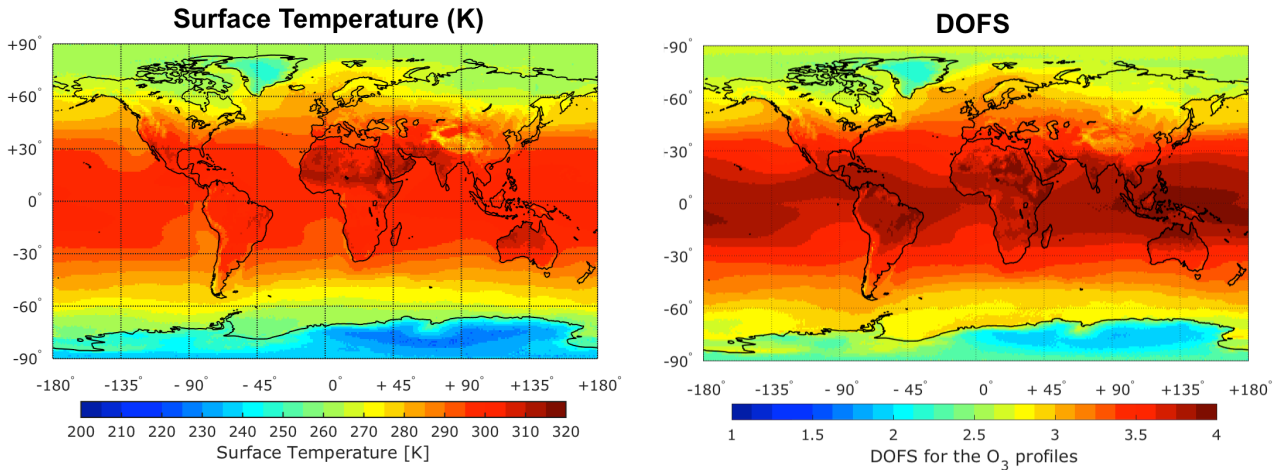 Surface Temperature (K)
+90°
+60°
+30°
0°
-30°
-60°
-90°
-180° -135° -90° -45° 0° +45° +90° +135° +180°
200 210 220 230 240 250 260 270 280 290 300 310 320
Surface Temperature [K]
DOFS
-90°
-60°
-30°
0°
-30°
-60°
-90°
-180° -135° -90° -45° 0° +45° +90° +135° +180°
1 1.5 2 2.5 3 3.5 4
DOFS for the O₃ profiles